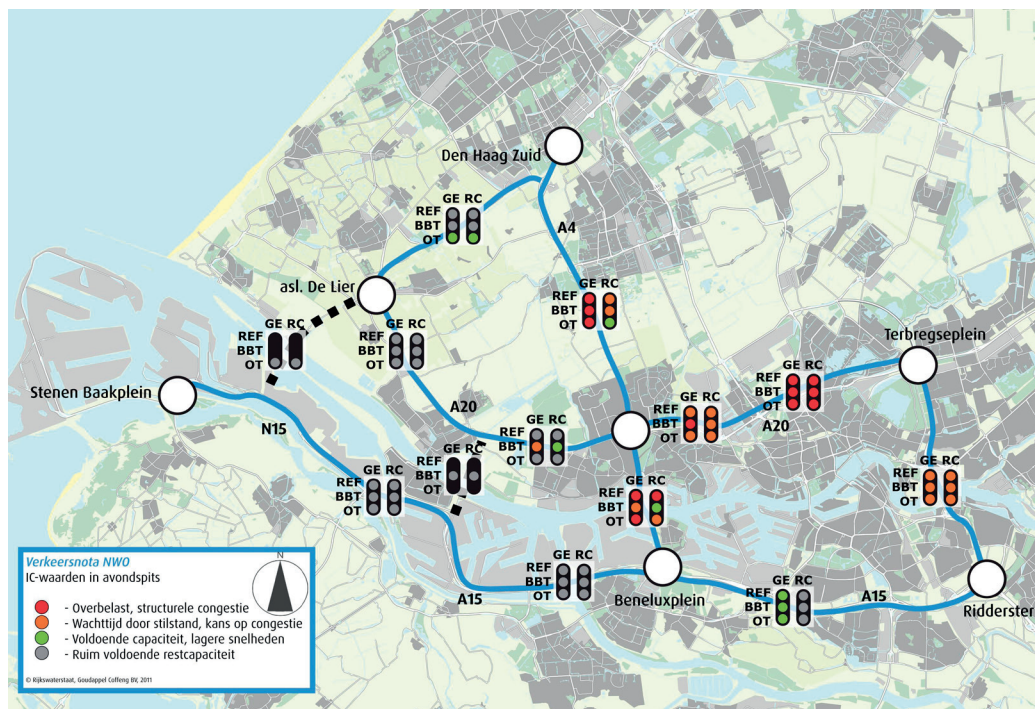 Den Haag Zuid
GE RC
REF
BBT
OT
A4
asl. De Lier
GE RC
REF
BBT
OT
GE RC
REF
BBT
OT
GE RC
REF
BBT
OT
Terbregseplein
Stenen Baakplein
N15
A20
GE RC
REF
BBT
OT
A20
GE RC
REF
BBT
OT
GE RC
REF
BBT
OT
GE RC
REF
BBT
OT
GE RC
REF
BBT
OT
GE RC
REF
BBT
OT
GE RC
REF
BBT
OT
A15
GE RC
REF
BBT
OT
Beneluxplein
GE RC
REF
BBT
OT
A15
Ridderster
Verkeersnota NWO
IC-waarden in avondspits
N
- Overbelast, structurele congestie
- Wachttijd door stilstand, kans op congestie
- Voldoende capaciteit, lagere snelheden
- Ruim voldoende restcapaciteit
© Rijkswaterstaat, Goudappel Coffeng BV, 2011